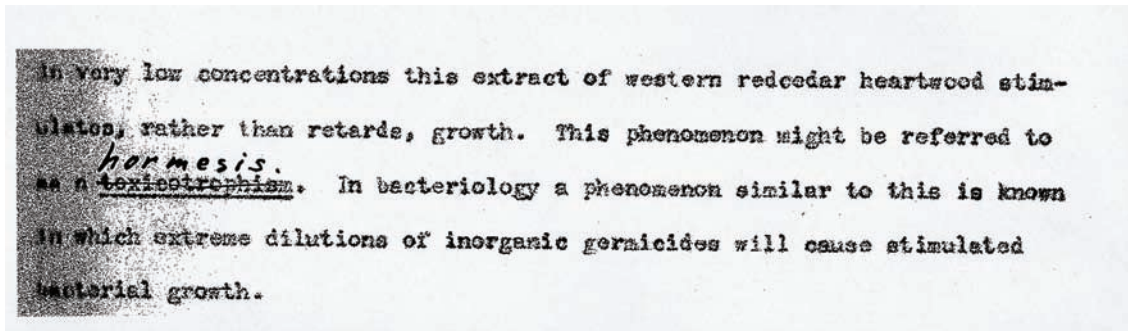 In very low concentrations this extract of western redcedar heartwood stim-
ulates, rather than retards, growth. This phenomenon might be referred to
hormesis.
as a toxicotrophism. In bacteriology a phenomenon similar to this is known
in which extreme dilutions of inorganic germicides will cause stimulated
bacterial growth.